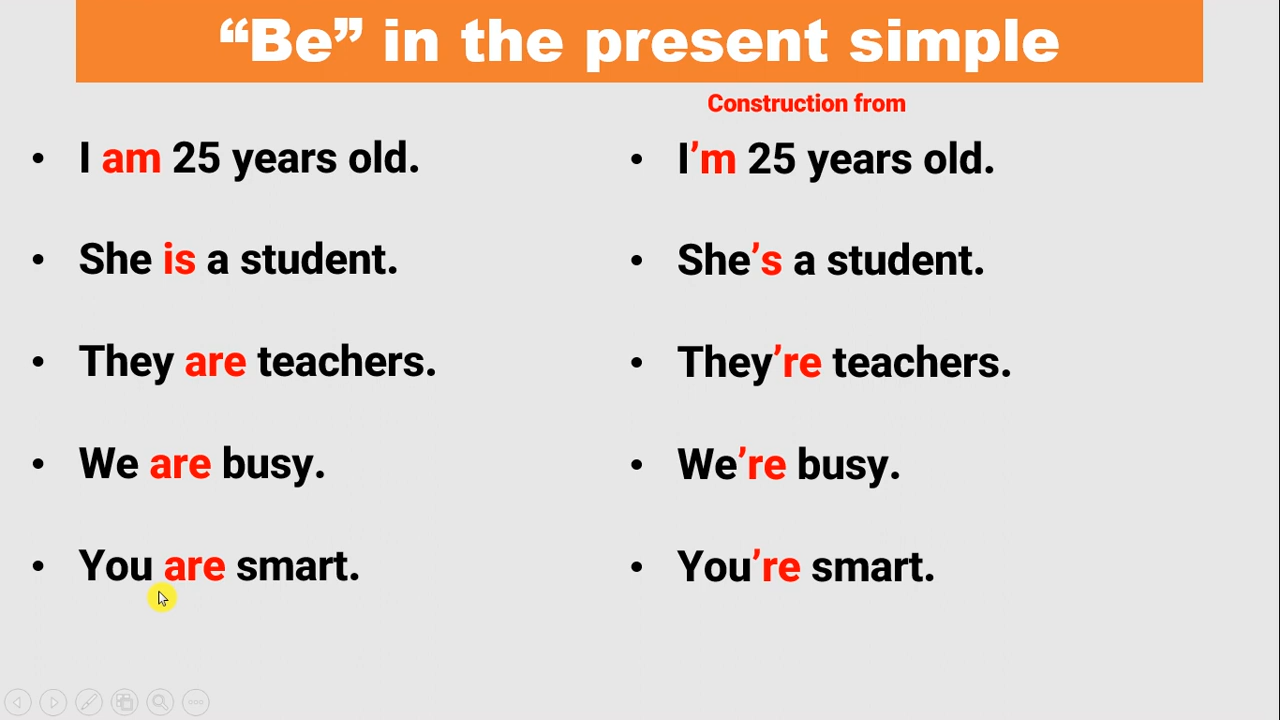 “Be” in the present simple
Construction from
• I am 25 years old.
• She is a student.
• They are teachers.
• We are busy.
• You are smart.
• I’m 25 years old.
• She’s a student.
• They’re teachers.
• We’re busy.
• You’re smart.